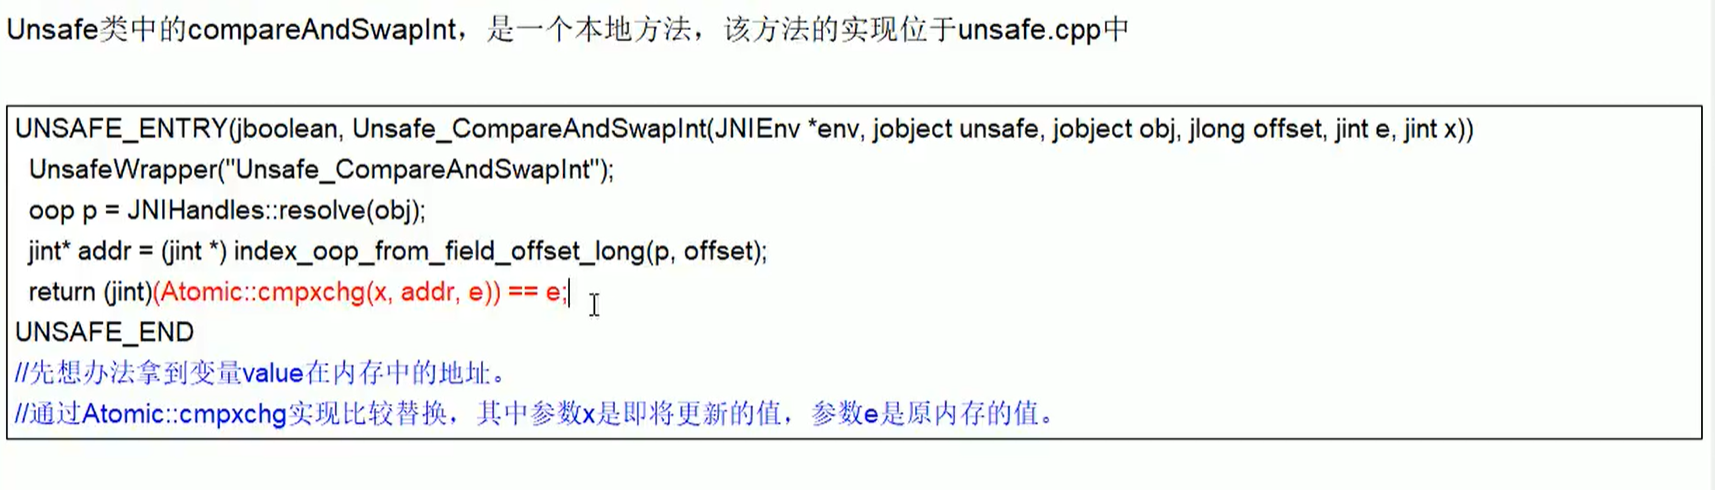 Unsafe类中的compareAndSwapInt，是一个本地方法，该方法的实现位于unsafe.cpp中
UNSAFE_ENTRY(jboolean, Unsafe_CompareAndSwapInt(JNIEnv *env, jobject unsafe, jobject obj, jlong offset, jint e, jint x))
UnsafeWrapper("Unsafe_CompareAndSwapInt");
oop p = JNIHandles::resolve(obj);
jint* addr = (jint *) index_oop_from_field_offset_long(p, offset);
return (jint)(Atomic::cmpxchg(x, addr, e)) == e;
UNSAFE_END
//先想办法拿到变量value在内存中的地址。
//通过Atomic::cmpxchg实现比较替换，其中参数x是即将更新的值，参数e是原内存的值。